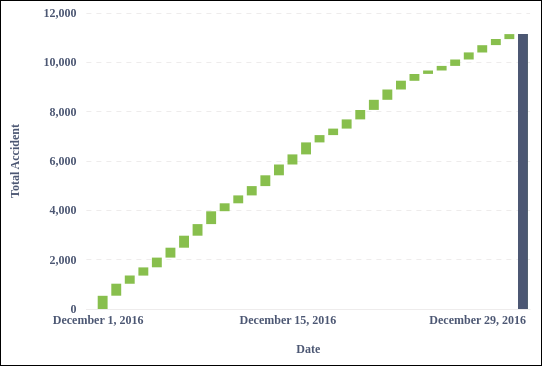 12,000
10,000
8,000
6,000
4,000
2,000
0
Total Accident
December 1, 2016 December 15, 2016 December 29, 2016
Date